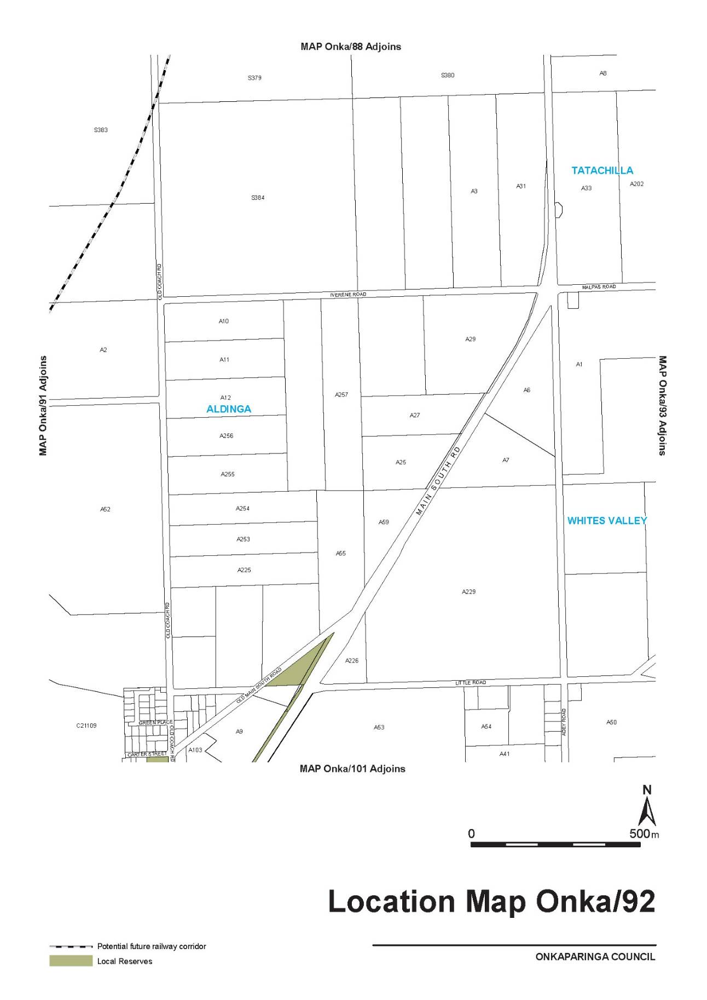 MAP Onka/88 Adjoins
A8
S380
S379
S383
TATACHILLA
A202
A31
A33
A3
S384
OLD COACH RD
MALPAS ROAD
IVERENE ROAD
A10
A29
A2
A11
A1
A6
A257
A12
ALDINGA
A27
A256
A7
A25
A255
MAIN SOUTH RD
MAP Onka/91 Adjoins
MAP Onka/93 Adjoins
A254
A52
WHITES VALLEY
A59
A253
A55
A225
A229
OLD COACH RD
A226
OLD MAIN SOUTH ROAD
LITTLE ROAD
GREEN PLACE
ADEY ROAD
A50
C21109
A53
A54
A9
OLD COACH RD
A103
CARTER STREET
A41
MAP Onka/101 Adjoins
N
0 500m
Location Map Onka/92
Potential future railway corridor
Local Reserves
ONKAPARINGA COUNCIL